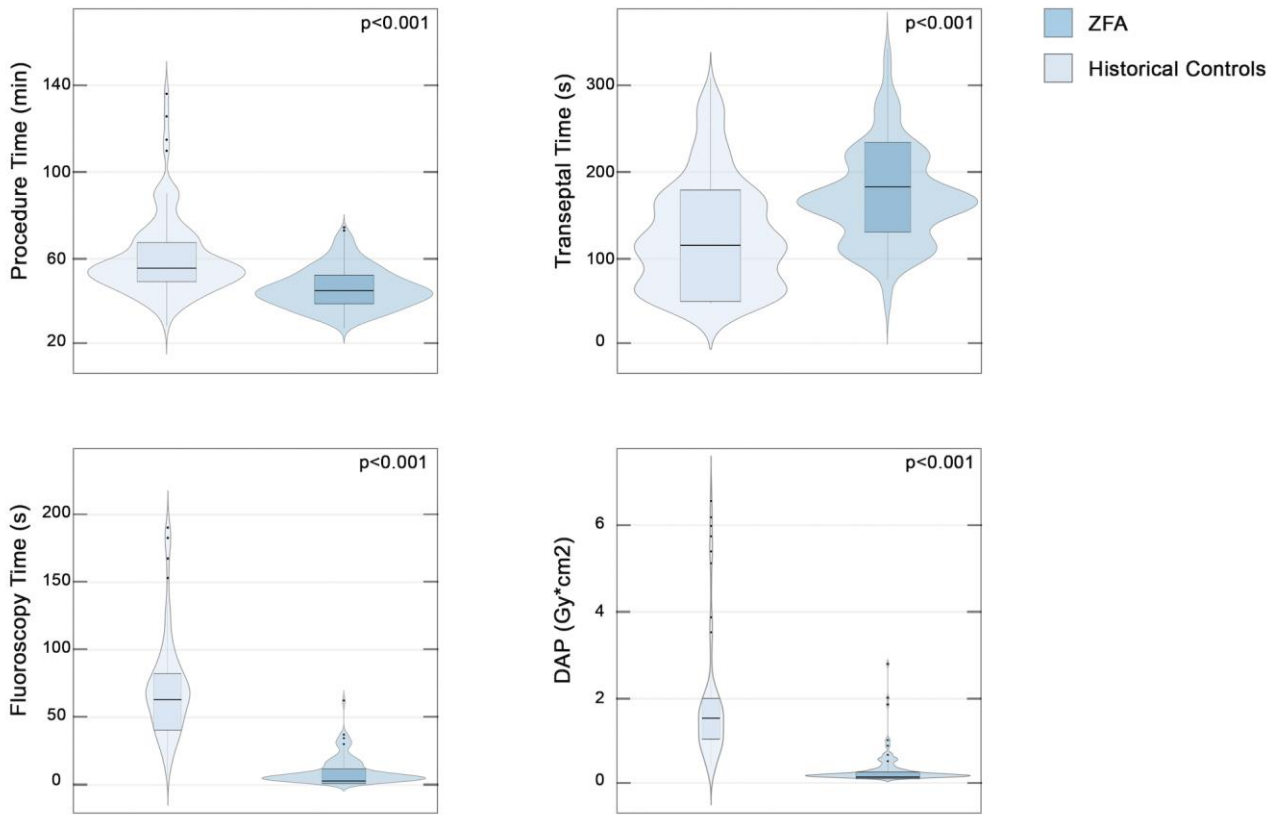 p<0.001
Procedure Time (min)
140
100
60
20
p<0.001
Transeptal Time (s)
300
200
100
0
ZFA
Historical Controls
p<0.001
Fluoroscopy Time (s)
200
150
100
50
0
p<0.001
DAP (Gy*cm2)
6
4
2
0